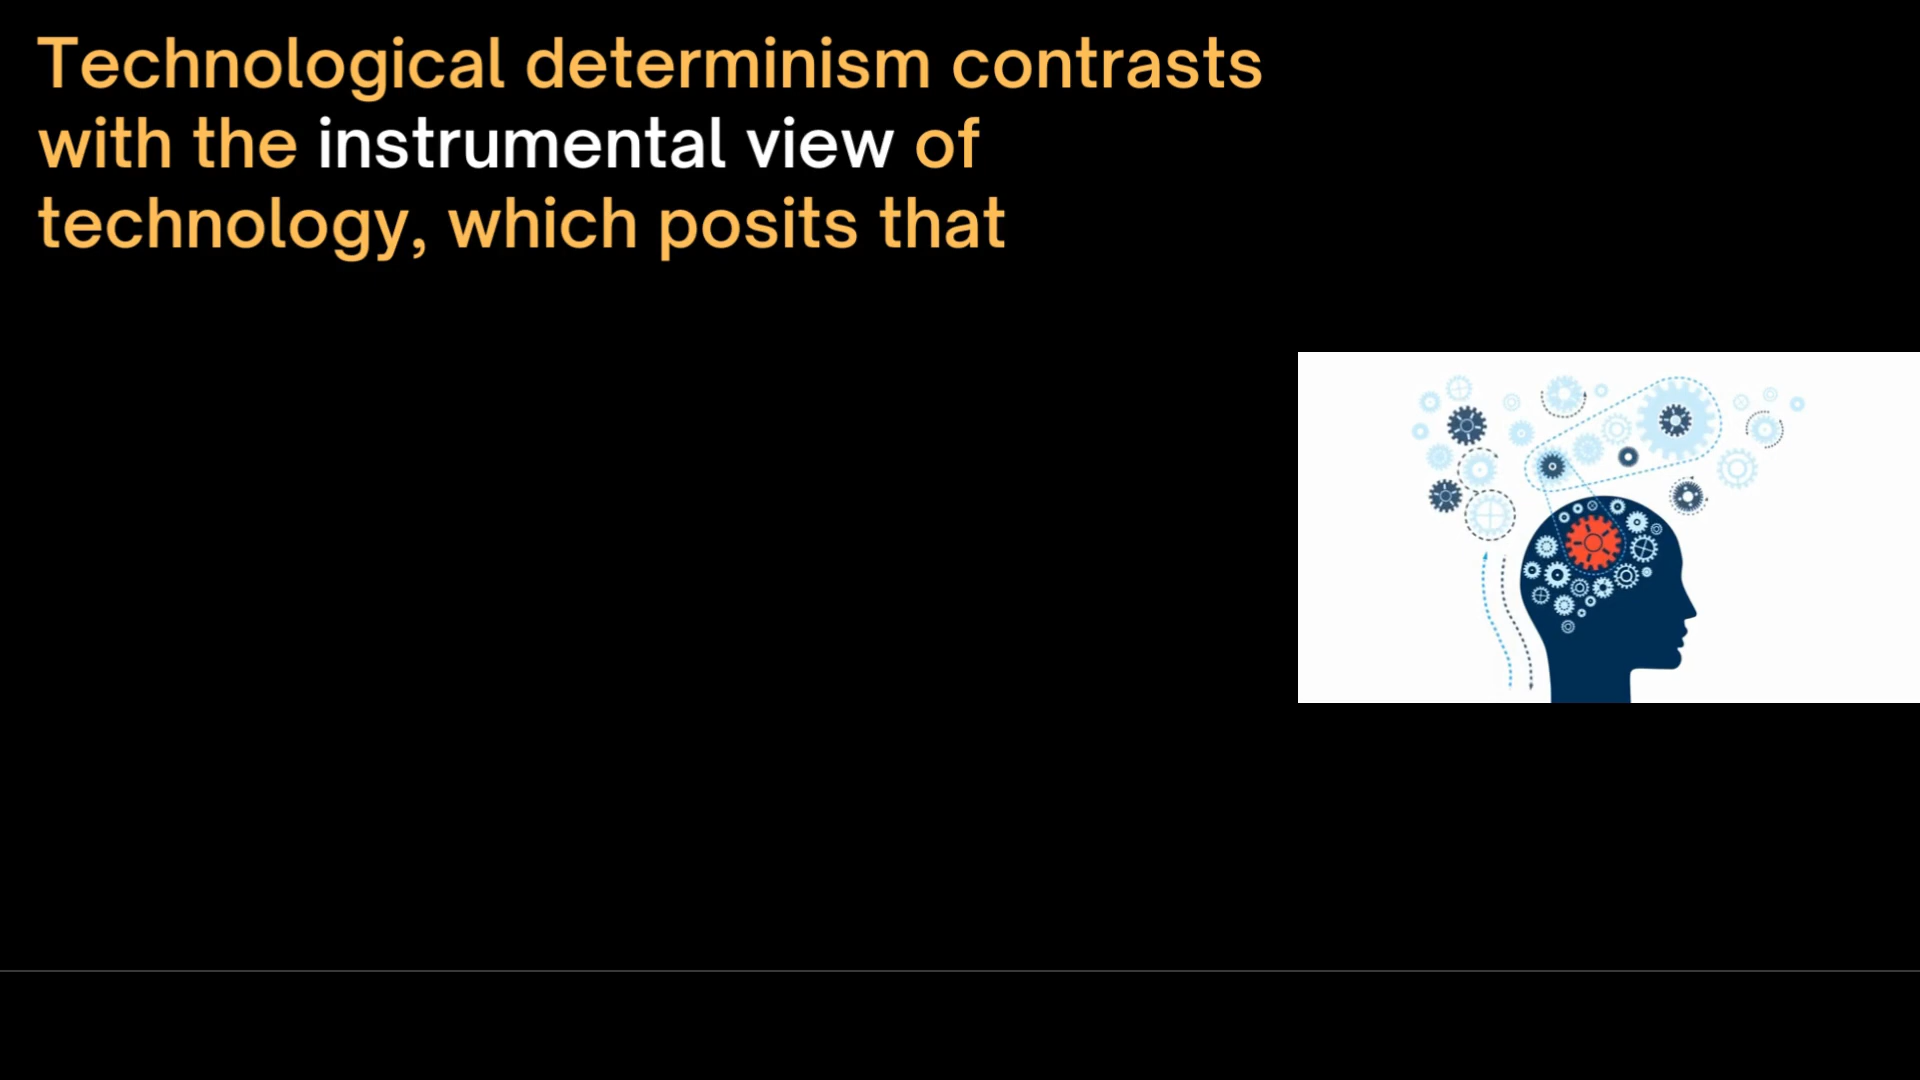 Technological determinism contrasts
with the instrumental view of
technology, which posits that